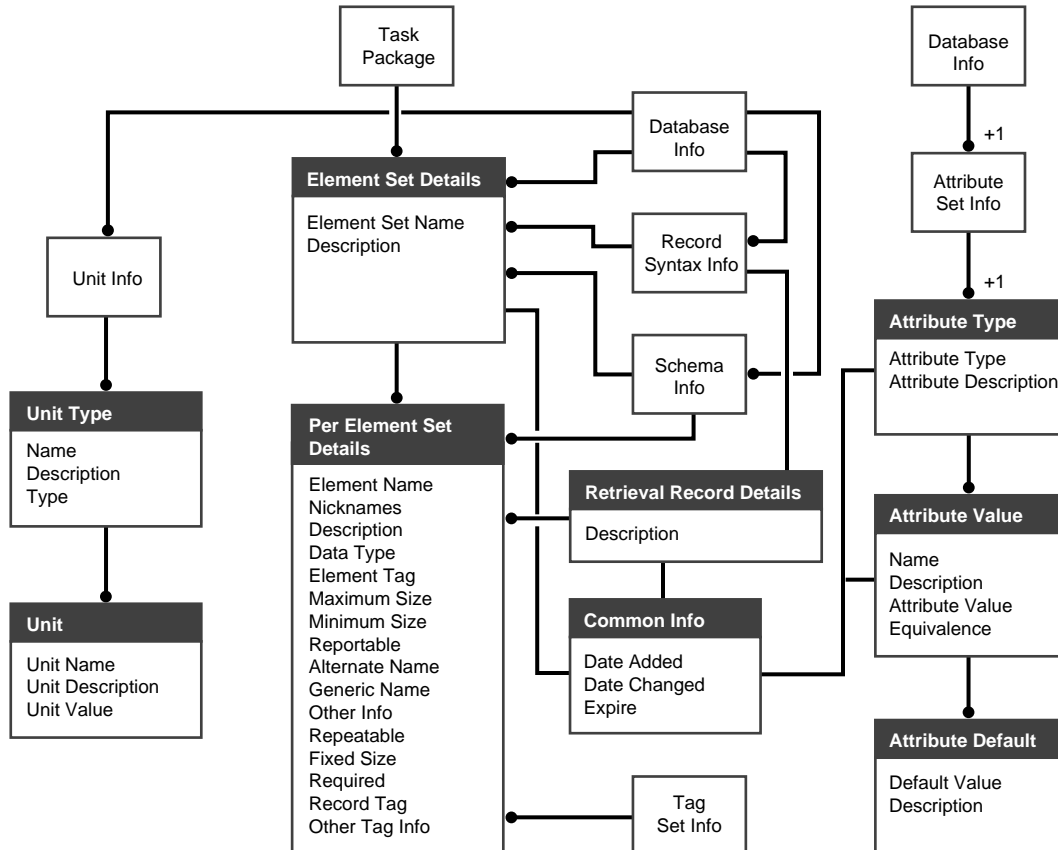 Task
Package
Database
Info
Database
Info
+1
Attribute
Set Info
+1
Element Set Details
Element Set Name
Description
Record
Syntax Info
Unit Info
Schema
Info
Attribute Type
Attribute Type
Attribute Description
Unit Type
Name
Description
Type
Per Element Set
Details
Element Name
Nicknames
Description
Data Type
Element Tag
Maximum Size
Minimum Size
Reportable
Alternate Name
Generic Name
Other Info
Repeatable
Fixed Size
Required
Record Tag
Other Tag Info
Retrieval Record Details
Description
Attribute Value
Name
Description
Attribute Value
Equivalence
Unit
Unit Name
Unit Description
Unit Value
Common Info
Date Added
Date Changed
Expire
Attribute Default
Default Value
Description
Tag
Set Info